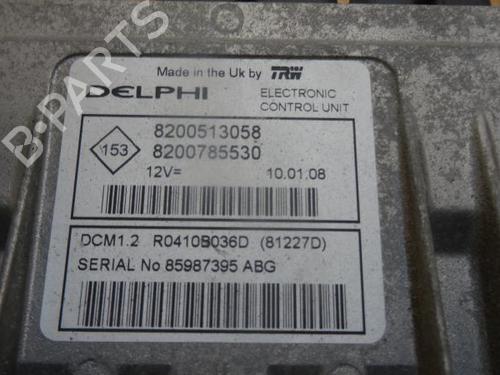 Made in the Uk by TRW
DELPHI
ELECTRONIC
CONTROL UNIT
153
8200513058
8200785530
12V=
10.01.08
DCM1.2 R0410B036D (81227D)
SERIAL No 85987395 ABG
B-PARTS